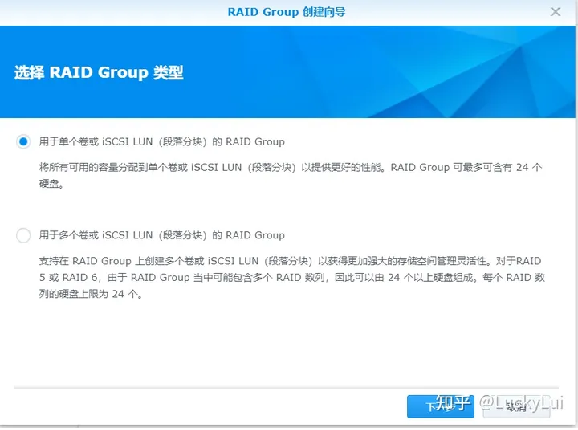 RAID Group 创建向导
选择 RAID Group 类型
用于单个卷或 iSCSI LUN（段落分块）的 RAID Group
将所有可用的容量分配到单个卷或 iSCSI LUN（段落分块）以提供更好的性能。RAID Group 可最多可含有 24 个
硬盘。
用于多个卷或 iSCSI LUN（段落分块）的 RAID Group
支持在 RAID Group 上创建多个卷或 iSCSI LUN（段落分块）以获得更加强大的存储空间管理灵活性。对于RAID
5 或 RAID 6，由于 RAID Group 当中可能包含多个 RAID 数列，因此可以由 24 个以上硬盘组成。每个 RAID 数
列的硬盘上限为 24 个。
下一步 取消
知乎 @LuckyLui